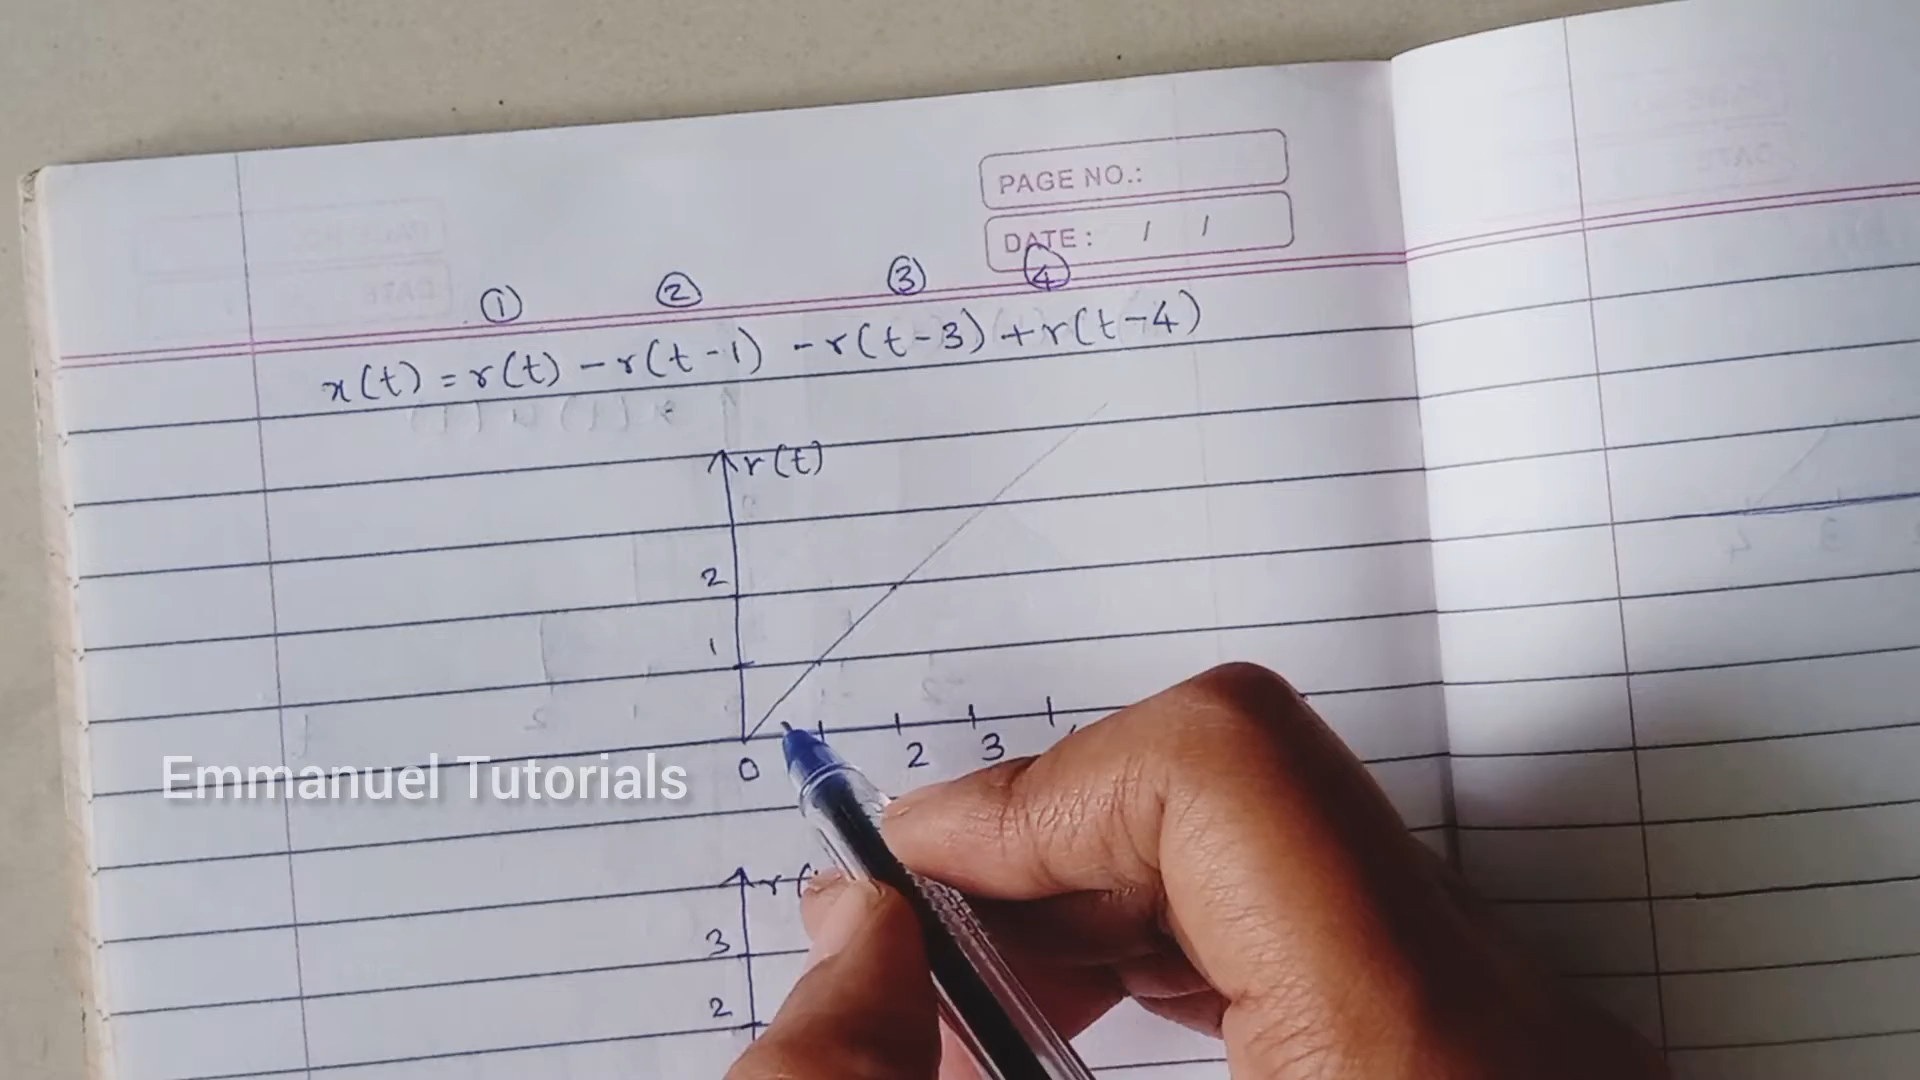 PAGE NO.:
DATE: / /
① ② ③ ④
x(t) = r(t) - r(t-1) - r(t-3) + r(t-4)
r(t)
2
1
0 2 3
Emmanuel Tutorials
r(
3
2